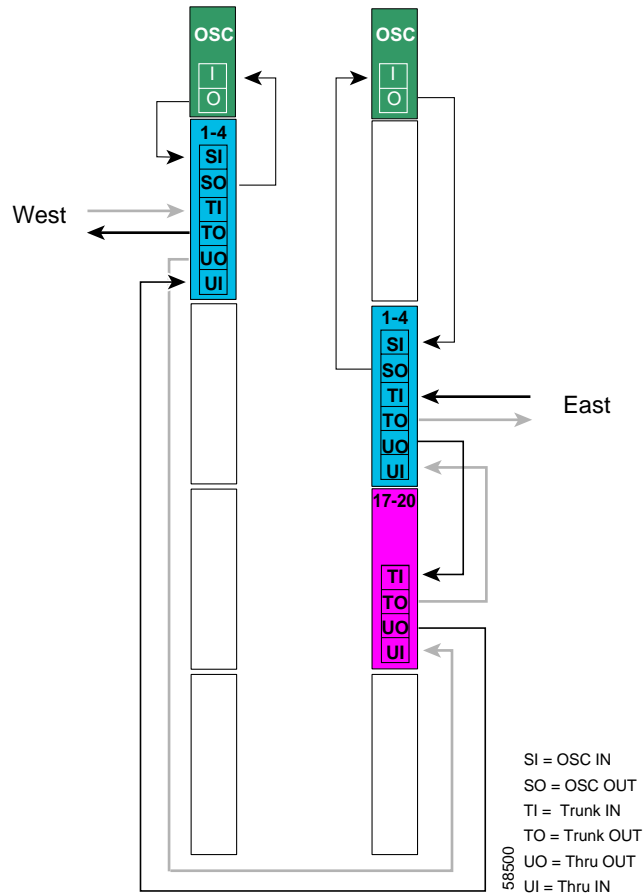 OSC
I
O
1-4
SI
SO
TI
TO
UO
UI
West
OSC
I
O
1-4
SI
SO
TI
TO
UO
UI
East
17-20
TI
TO
UO
UI
SI = OSC IN
SO = OSC OUT
TI = Trunk IN
TO = Trunk OUT
UO = Thru OUT
UI = Thru IN
58500